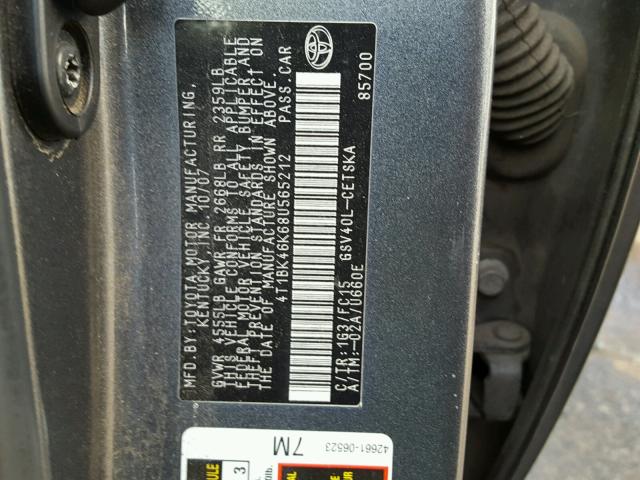 MFD.BY:TOYOTA MOTOR MANUFACTURING,
KENTUCKY, INC. 10/07
GVWR 4555LB GAWR FR 2668LB RR 2359LB
THIS VEHICLE CONFORMS TO ALL APPLICABLE
FEDERAL MOTOR VEHICLE SAFETY, BUMPER, AND
THEFT PREVENTION STANDARDS IN EFFECT ON
THE DATE OF MANUFACTURE SHOWN ABOVE.
4T1BK46K68U565212 PASS.CAR
C/TR:1G3/FC15 GSV40L-CETSKA
A/TM:-02A/U660E
85700
42661-06523
7M
ULE
3